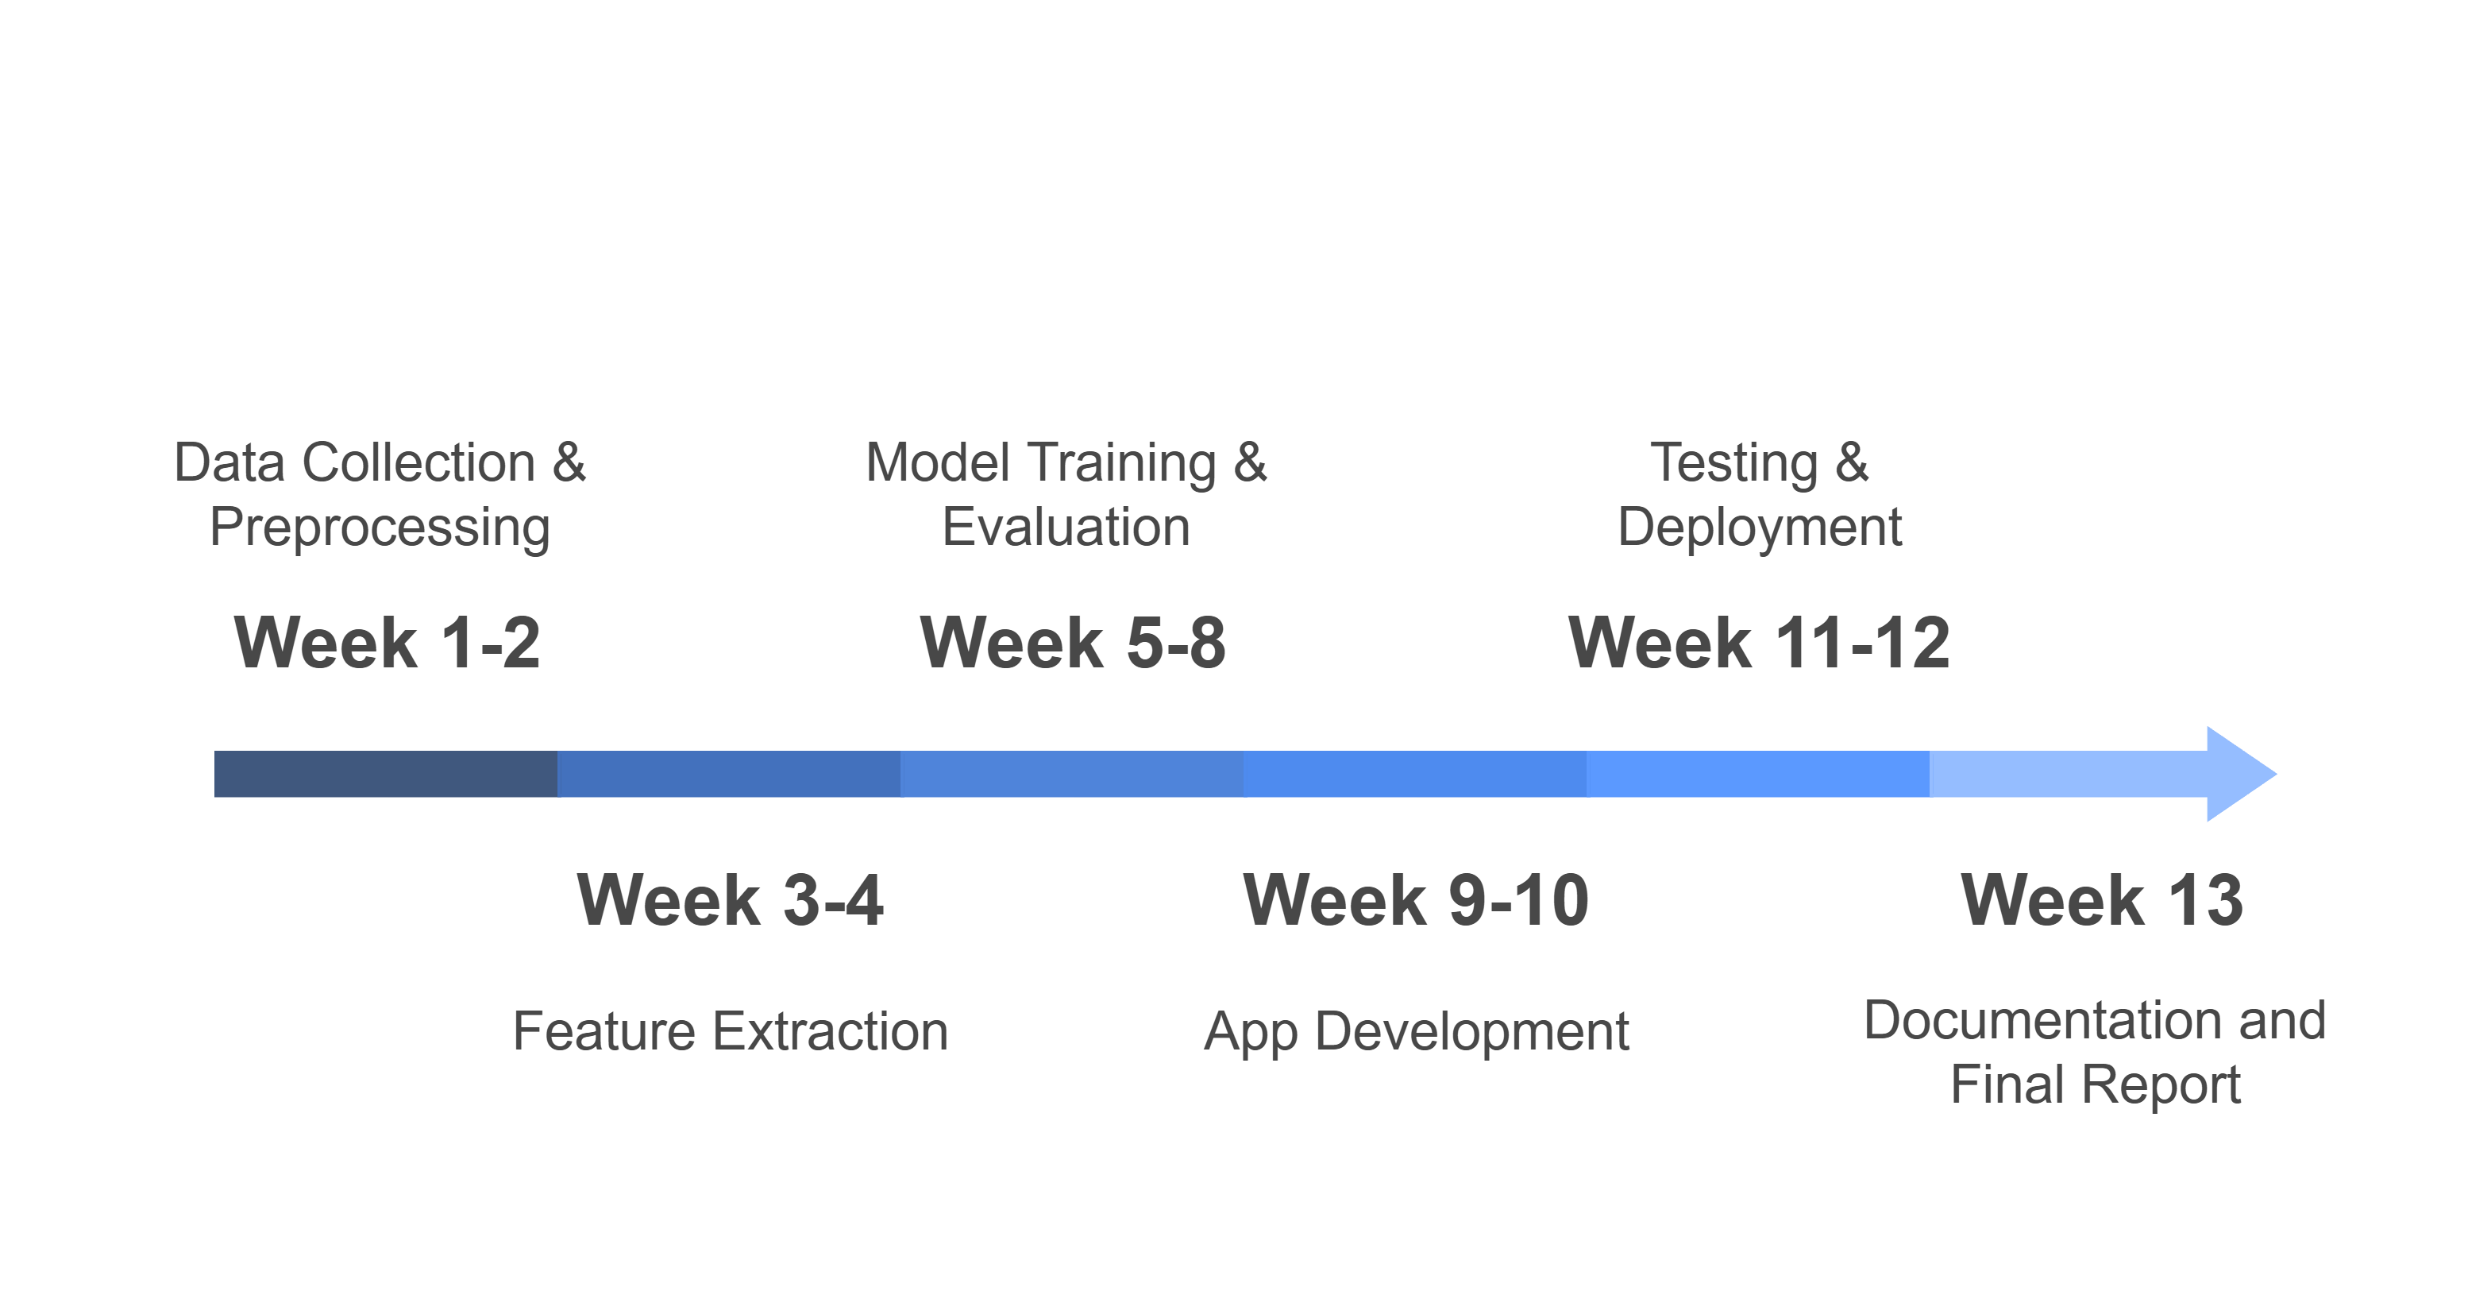 Data Collection &
Preprocessing
Week 1-2
Week 3-4
Feature Extraction
Model Training &
Evaluation
Week 5-8
Week 9-10
App Development
Testing &
Deployment
Week 11-12
Week 13
Documentation and
Final Report